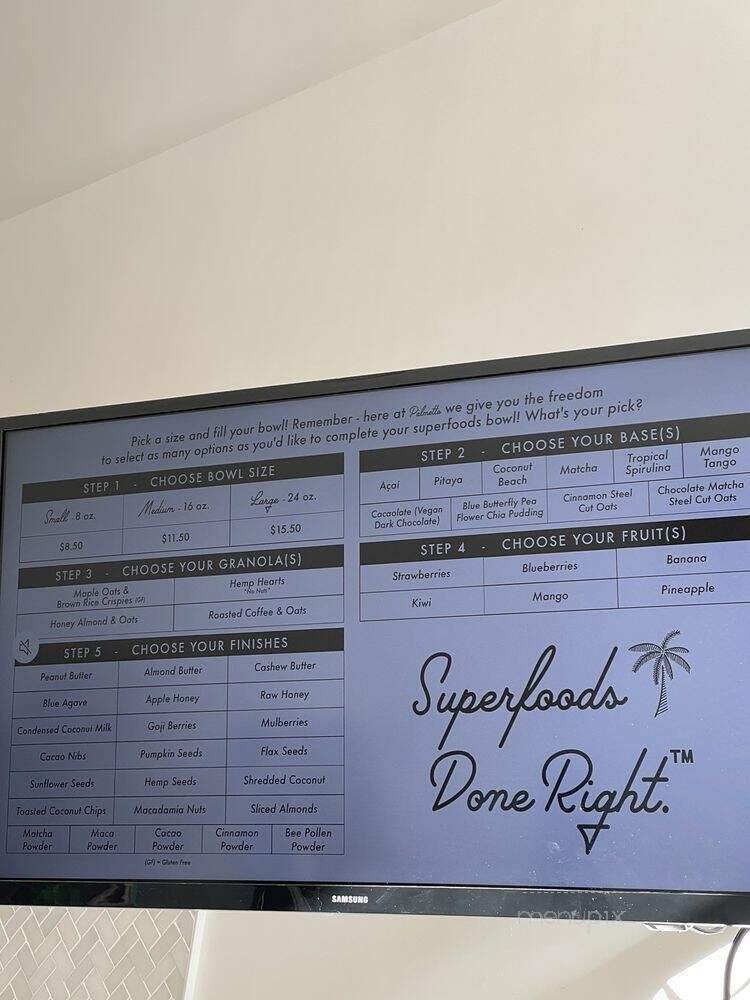 Pick a size and fill your bowl! Remember - here at Palmetto we give you the freedom
to select as many options as you'd like to complete your superfoods bowl! What's your pick?
STEP 1 - CHOOSE BOWL SIZE
Small - 8 oz. Medium - 16 oz. Large - 24 oz.
$8.50 $11.50 $15.50
STEP 2 - CHOOSE YOUR BASE(S)
Açaí Pitaya Coconut Beach Matcha Tropical Spirulina Mango Tango
Cacaolate (Vegan Dark Chocolate) Blue Butterfly Pea Flower Chia Pudding Cinnamon Steel Cut Oats Chocolate Matcha Steel Cut Oats
STEP 3 - CHOOSE YOUR GRANOLA(S)
Maple Oats & Brown Rice Crispies (GF) Hemp Hearts *No Nuts*
Honey Almond & Oats Roasted Coffee & Oats
STEP 4 - CHOOSE YOUR FRUIT(S)
Strawberries Blueberries Banana
Kiwi Mango Pineapple
STEP 5 - CHOOSE YOUR FINISHES
Peanut Butter Almond Butter Cashew Butter
Blue Agave Apple Honey Raw Honey
Condensed Coconut Milk Goji Berries Mulberries
Cacao Nibs Pumpkin Seeds Flax Seeds
Sunflower Seeds Hemp Seeds Shredded Coconut
Toasted Coconut Chips Macadamia Nuts Sliced Almonds
Matcha Powder Maca Powder Cacao Powder Cinnamon Powder Bee Pollen Powder
(GF) = Gluten Free
Superfoods
Done Right.™
SAMSUNG
menupix